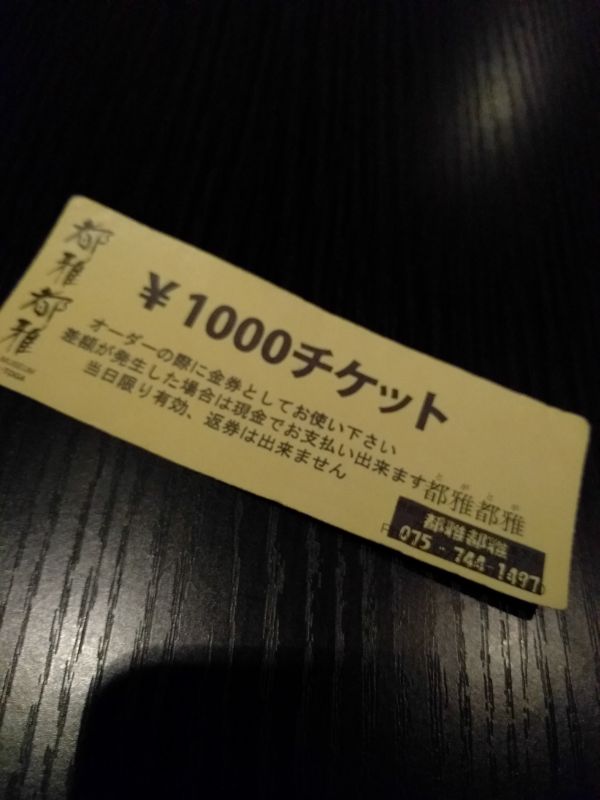 都雅都雅
¥1000チケット
オーダーの際に金券としてお使い下さい
差額が発生した場合は現金でお支払い出来ます
当日限り有効、返券は出来ません
とがとが
都雅都雅
都雅都雅
075-744-1497